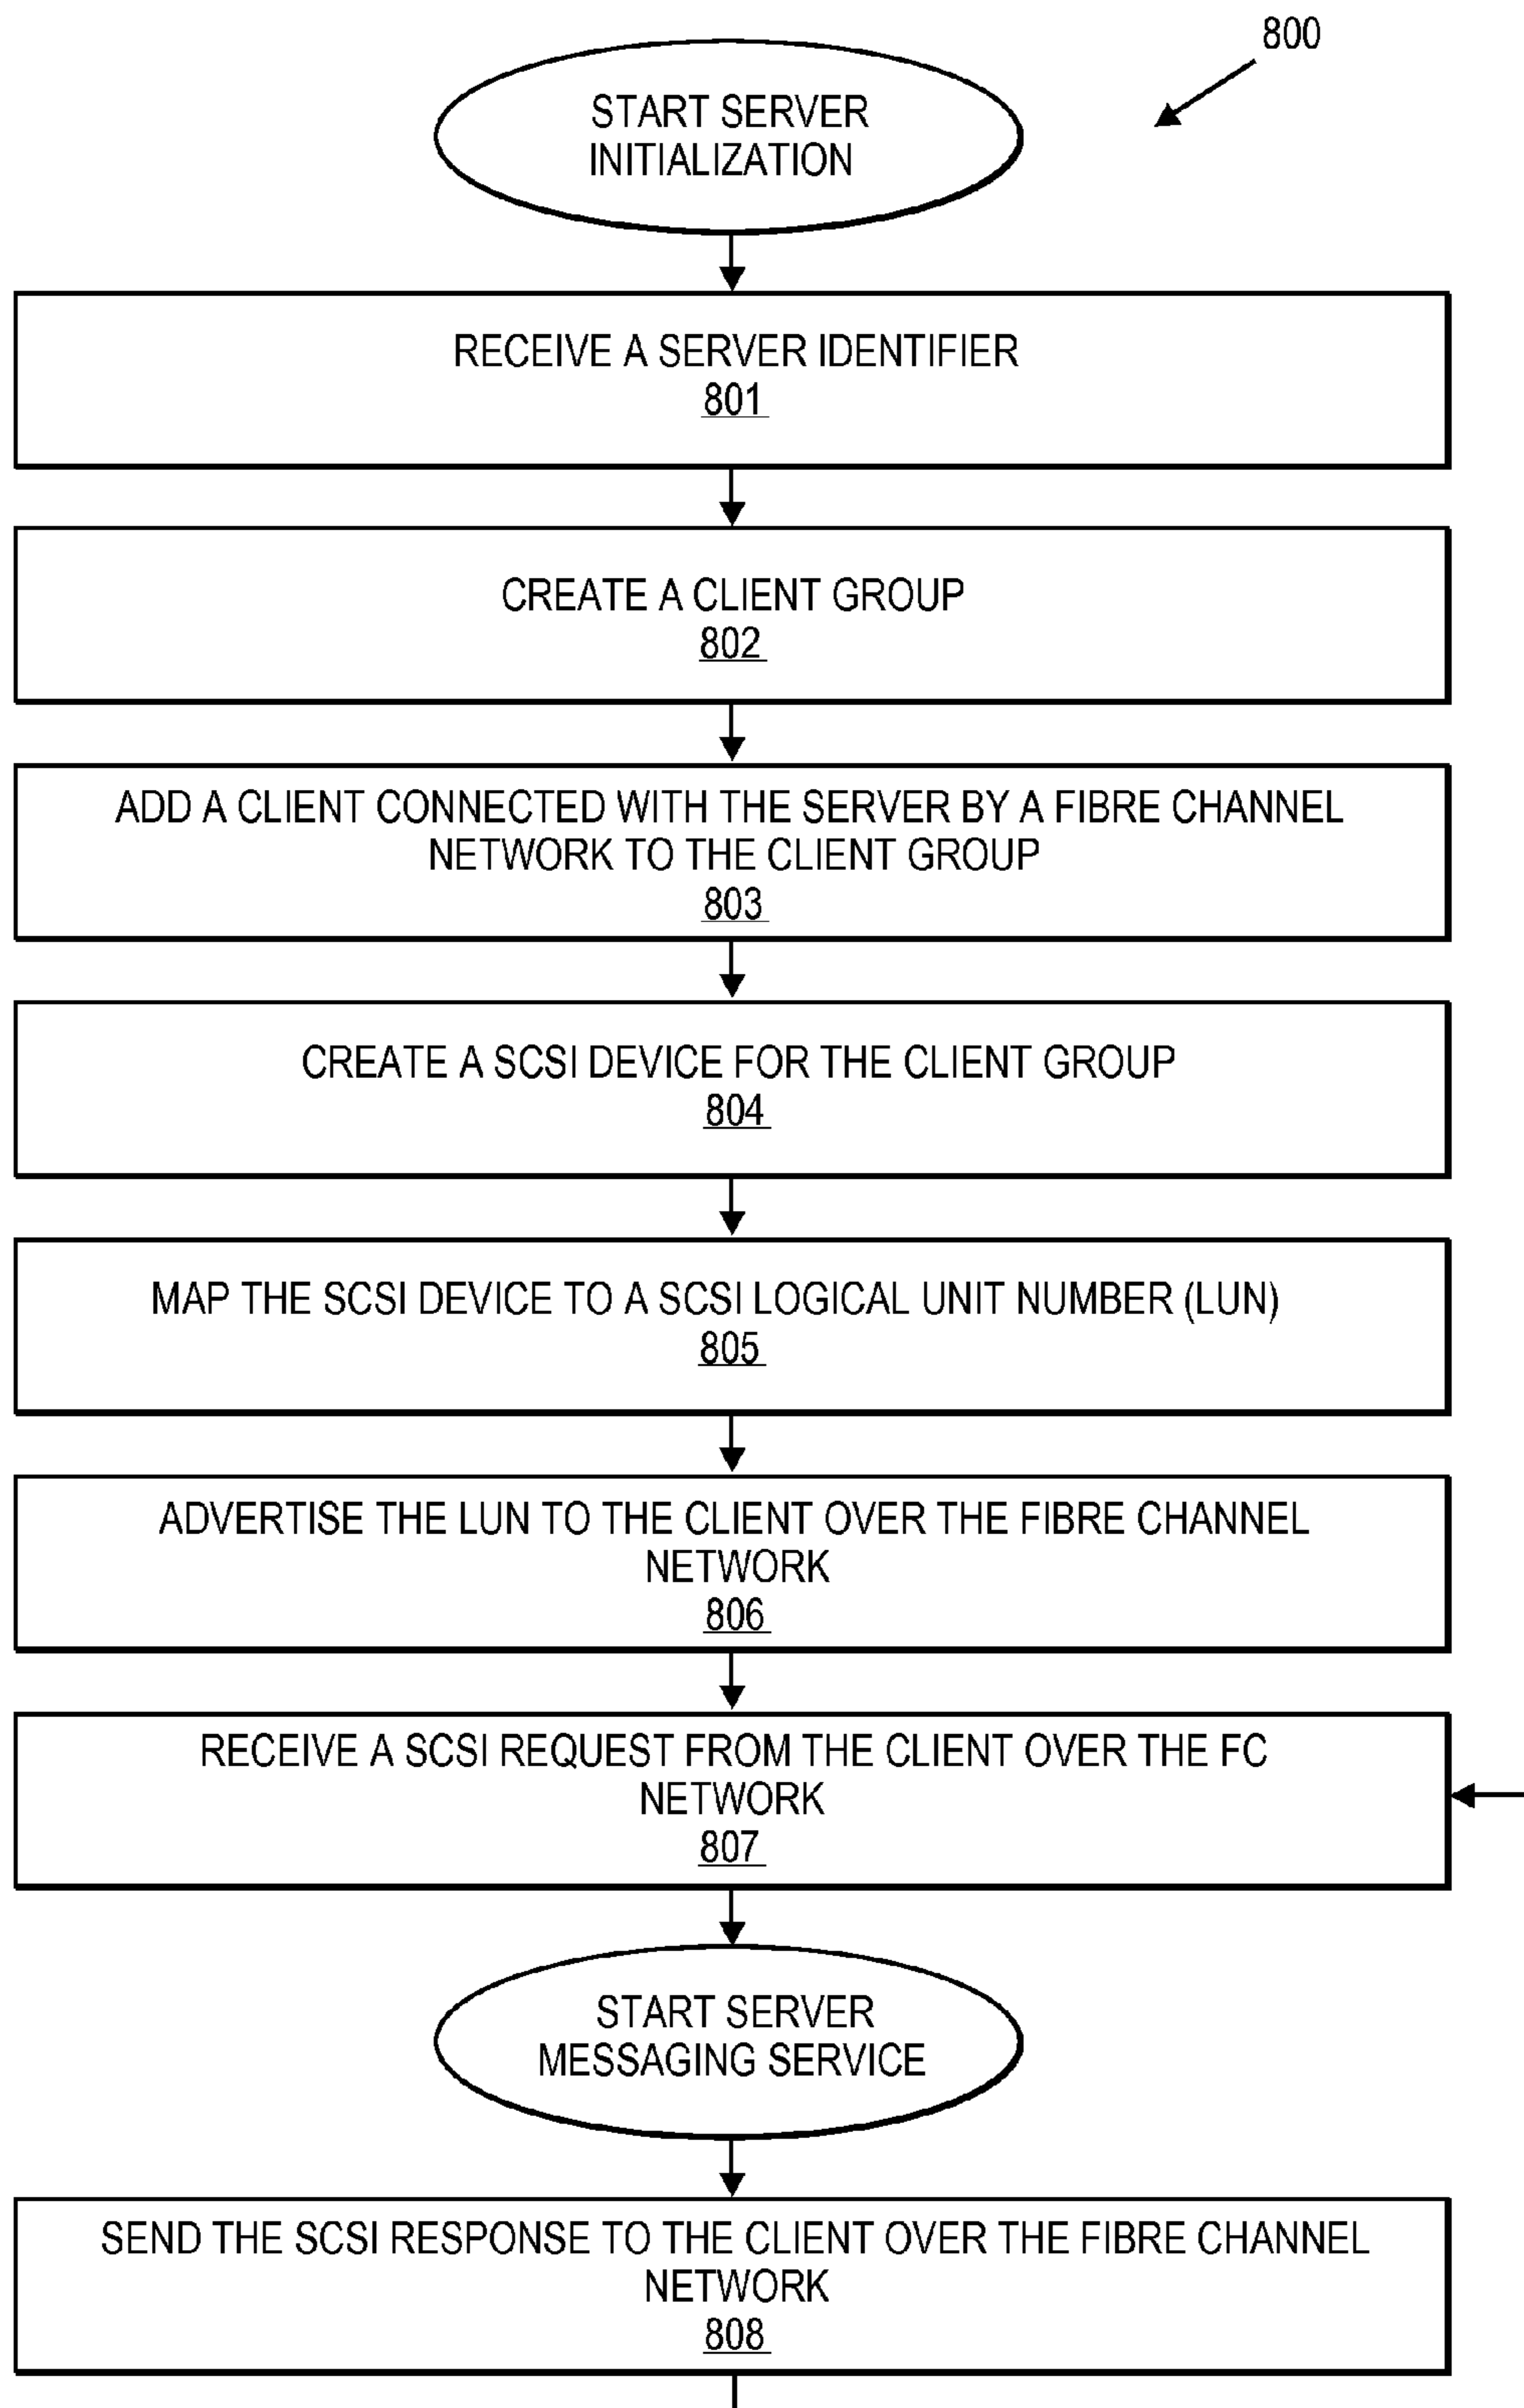 800
START SERVER
INITIALIZATION
RECEIVE A SERVER IDENTIFIER
801
CREATE A CLIENT GROUP
802
ADD A CLIENT CONNECTED WITH THE SERVER BY A FIBRE CHANNEL
NETWORK TO THE CLIENT GROUP
803
CREATE A SCSI DEVICE FOR THE CLIENT GROUP
804
MAP THE SCSI DEVICE TO A SCSI LOGICAL UNIT NUMBER (LUN)
805
ADVERTISE THE LUN TO THE CLIENT OVER THE FIBRE CHANNEL
NETWORK
806
RECEIVE A SCSI REQUEST FROM THE CLIENT OVER THE FC
NETWORK
807
START SERVER
MESSAGING SERVICE
SEND THE SCSI RESPONSE TO THE CLIENT OVER THE FIBRE CHANNEL
NETWORK
808